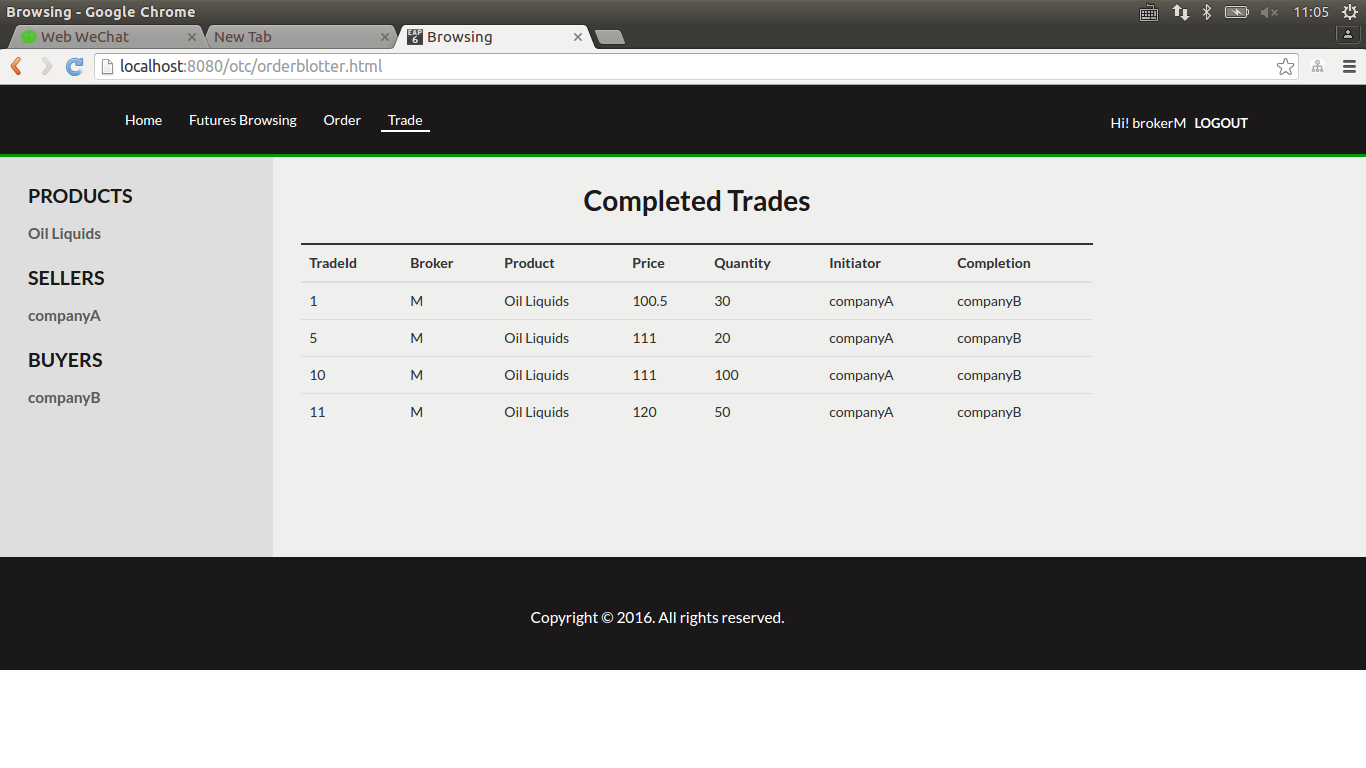 Browsing - Google Chrome
11:05
Web WeChat
New Tab
EAP 6
Browsing
localhost:8080/otc/orderblotter.html
Home Futures Browsing Order Trade Hi! brokerM LOGOUT
PRODUCTS
Oil Liquids
SELLERS
companyA
BUYERS
companyB
Completed Trades
TradeId Broker Product Price Quantity Initiator Completion
1 M Oil Liquids 100.5 30 companyA companyB
5 M Oil Liquids 111 20 companyA companyB
10 M Oil Liquids 111 100 companyA companyB
11 M Oil Liquids 120 50 companyA companyB
Copyright © 2016. All rights reserved.